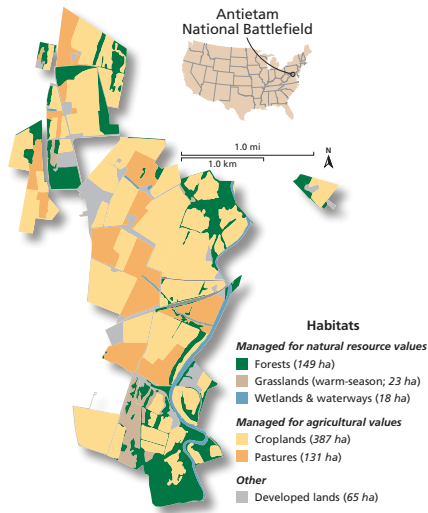 Antietam
National Battlefield
1.0 mi
1.0 km
N
Habitats
Managed for natural resource values
Forests (149 ha)
Grasslands (warm-season; 23 ha)
Wetlands & waterways (18 ha)
Managed for agricultural values
Croplands (387 ha)
Pastures (131 ha)
Other
Developed lands (65 ha)